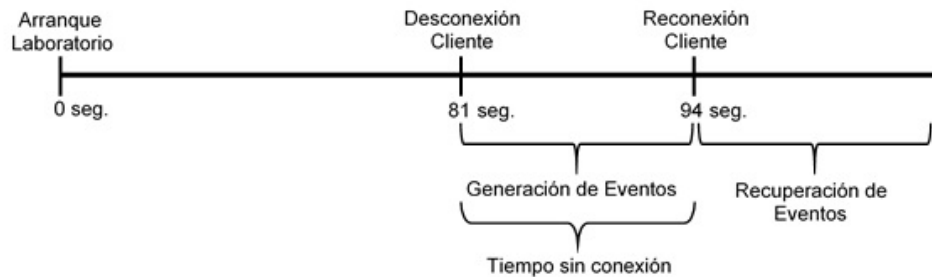 Arranque
Laboratorio
Desconexión
Cliente
Reconexión
Cliente
0 seg.
81 seg.
94 seg.
Generación de Eventos
Recuperación de
Eventos
Tiempo sin conexión